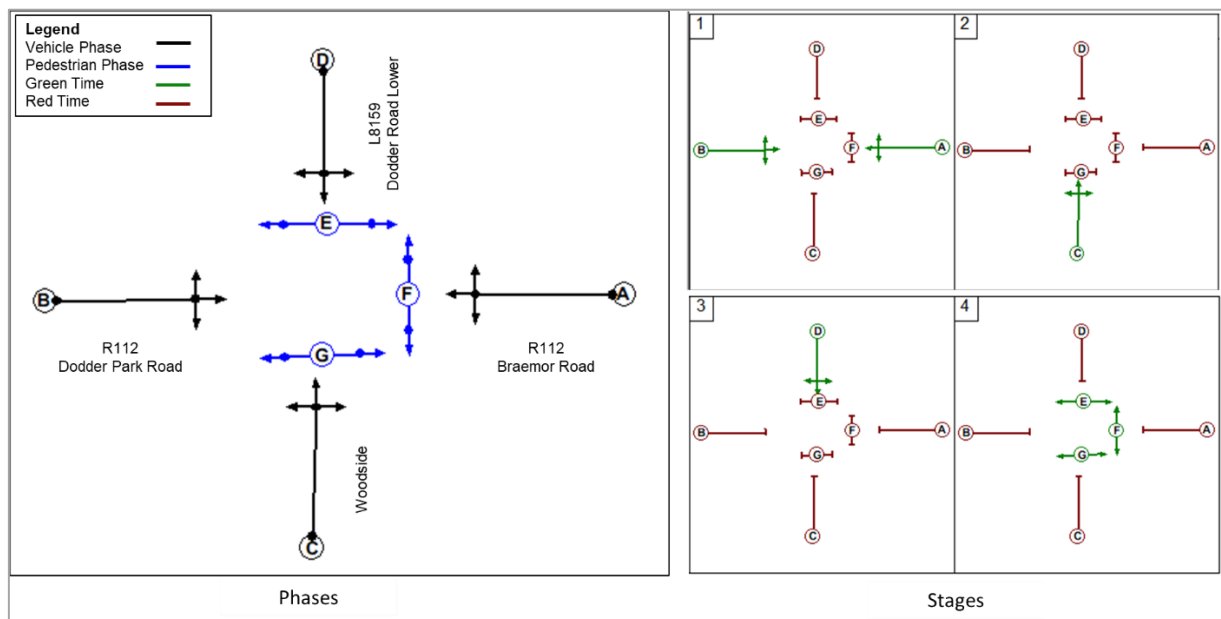 Legend
Vehicle Phase
Pedestrian Phase
Green Time
Red Time
D
L8159
Dodder Road Lower
E
B
F
A
R112
Dodder Park Road
R112
Braemor Road
G
Woodside
C
Phases
1
D
E
B
F
A
G
C
2
D
E
B
F
A
G
C
3
D
E
B
F
A
G
C
4
D
E
B
F
A
G
C
Stages